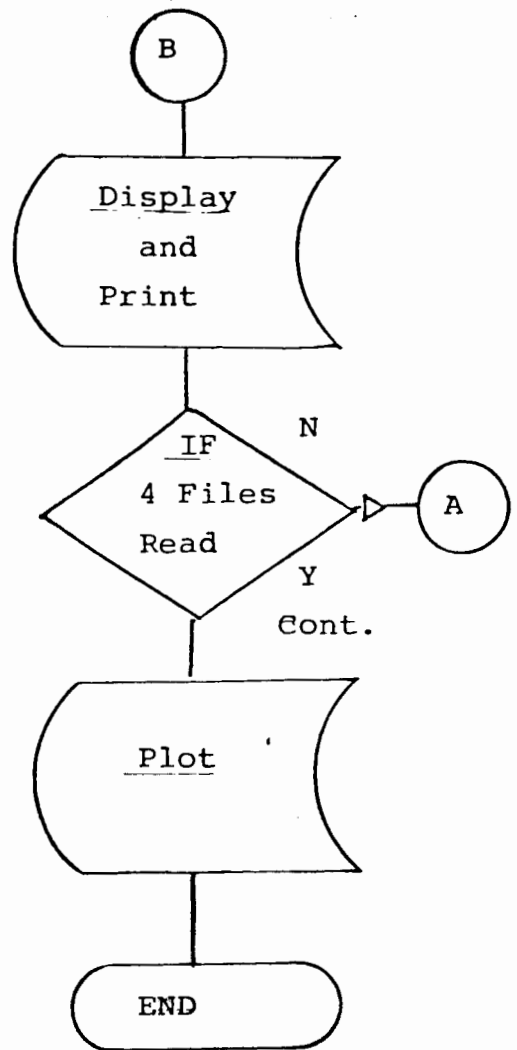 B
Display
and
Print
N
IF
4 Files
Read
A
Y
Cont.
Plot
END